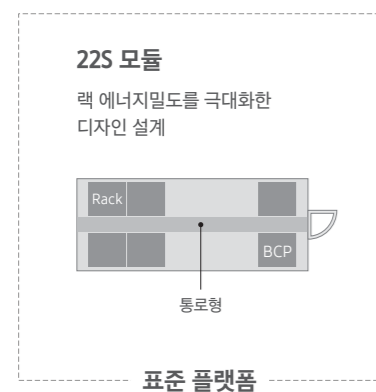 22S 모듈
랙 에너지밀도를 극대화한
디자인 설계
Rack
BCP
통로형
표준 플랫폼